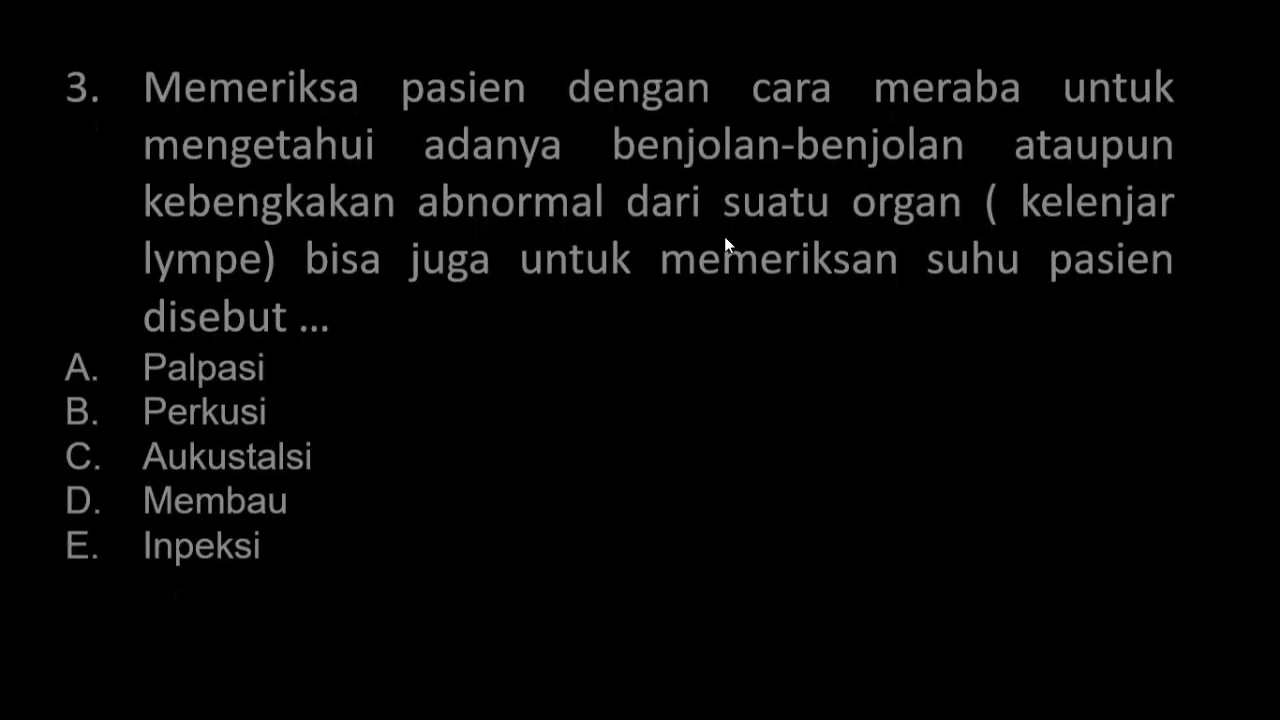 3. Memeriksa pasien dengan cara meraba untuk
mengetahui adanya benjolan-benjolan ataupun
kebengkakan abnormal dari suatu organ ( kelenjar
lympe) bisa juga untuk memeriksan suhu pasien
disebut ...
A. Palpasi
B. Perkusi
C. Aukustalsi
D. Membau
E. Inpeksi